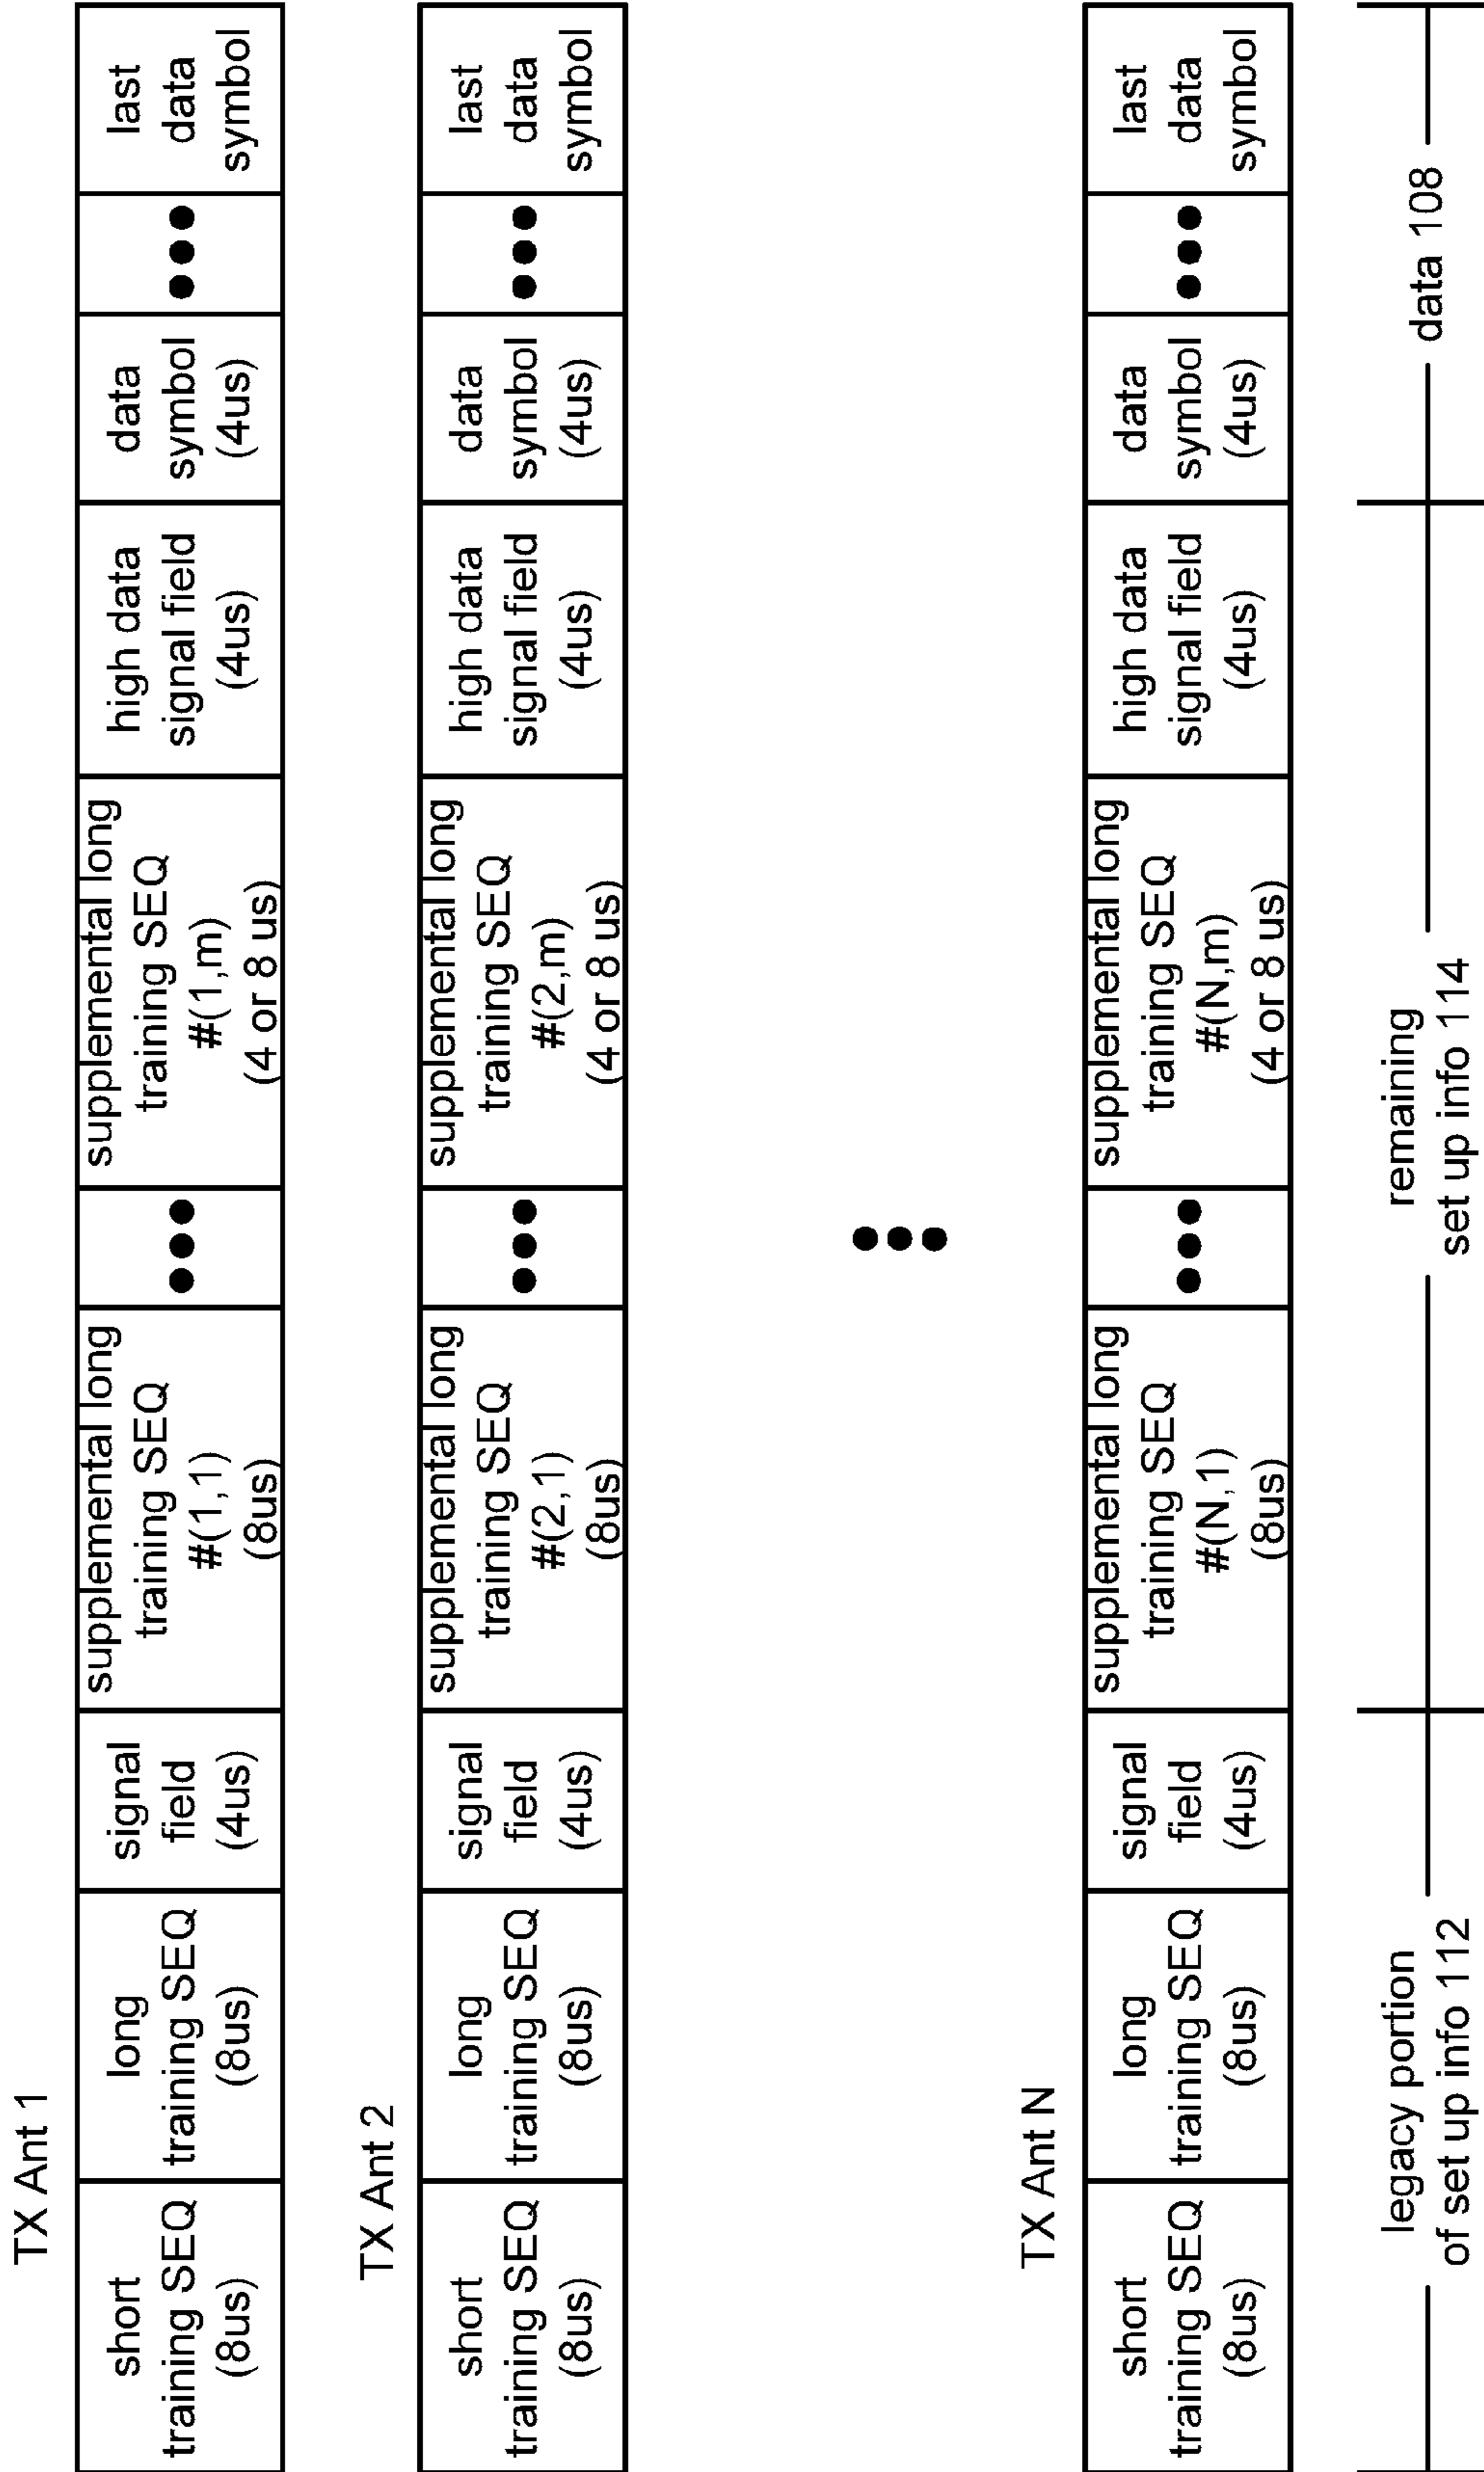 TX Ant 1
short
training SEQ
(8us)
long
training SEQ
(8us)
signal
field
(4us)
supplemental long
training SEQ
#(1,1)
(8us)
supplemental long
training SEQ
#(1,m)
(4 or 8 us)
high data
signal field
(4us)
data
symbol
(4us)
last
data
symbol
TX Ant 2
short
training SEQ
(8us)
long
training SEQ
(8us)
signal
field
(4us)
supplemental long
training SEQ
#(2,1)
(8us)
supplemental long
training SEQ
#(2,m)
(4 or 8 us)
high data
signal field
(4us)
data
symbol
(4us)
last
data
symbol
TX Ant N
short
training SEQ
(8us)
long
training SEQ
(8us)
signal
field
(4us)
supplemental long
training SEQ
#(N,1)
(8us)
supplemental long
training SEQ
#(N,m)
(4 or 8 us)
high data
signal field
(4us)
data
symbol
(4us)
last
data
symbol
legacy portion
of set up info 112
remaining
set up info 114
data 108